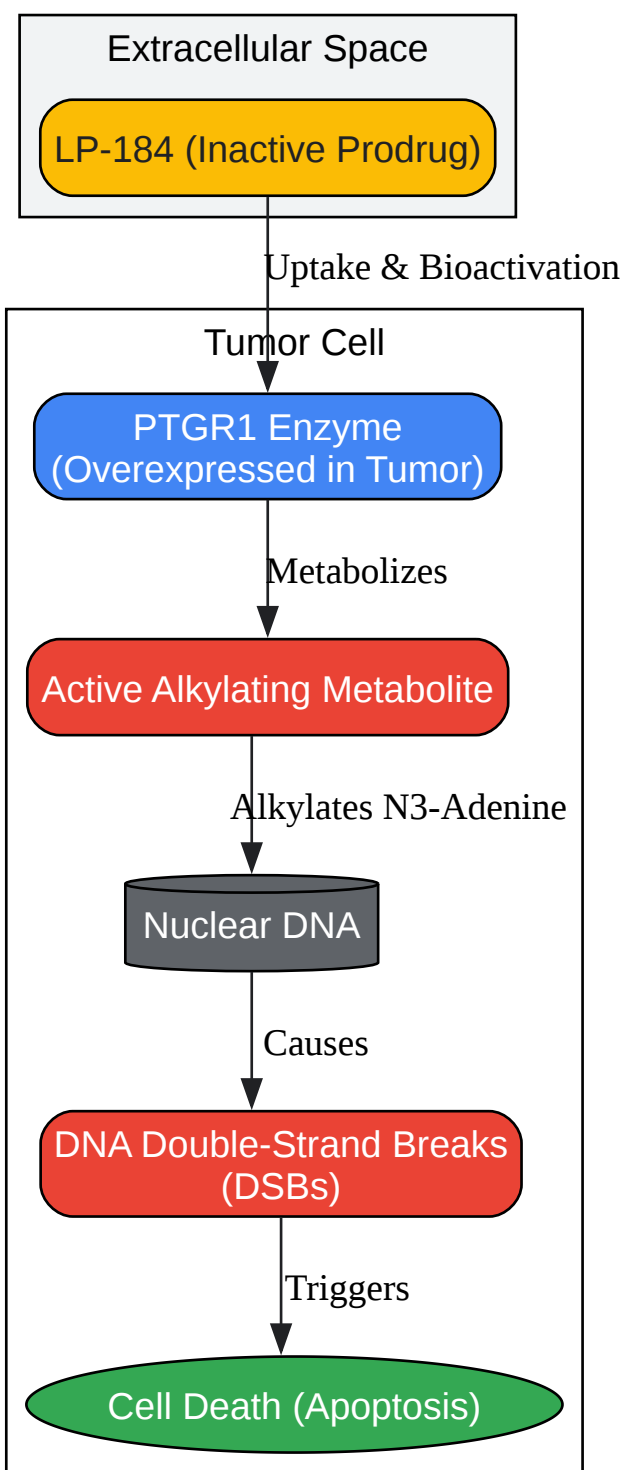 Extracellular Space
LP-184 (Inactive Prodrug)
Uptake & Bioactivation
Tumor Cell
PTGR1 Enzyme
(Overexpressed in Tumor)
Metabolizes
Active Alkylating Metabolite
Alkylates N3-Adenine
Nuclear DNA
Causes
DNA Double-Strand Breaks
(DSBs)
Triggers
Cell Death (Apoptosis)